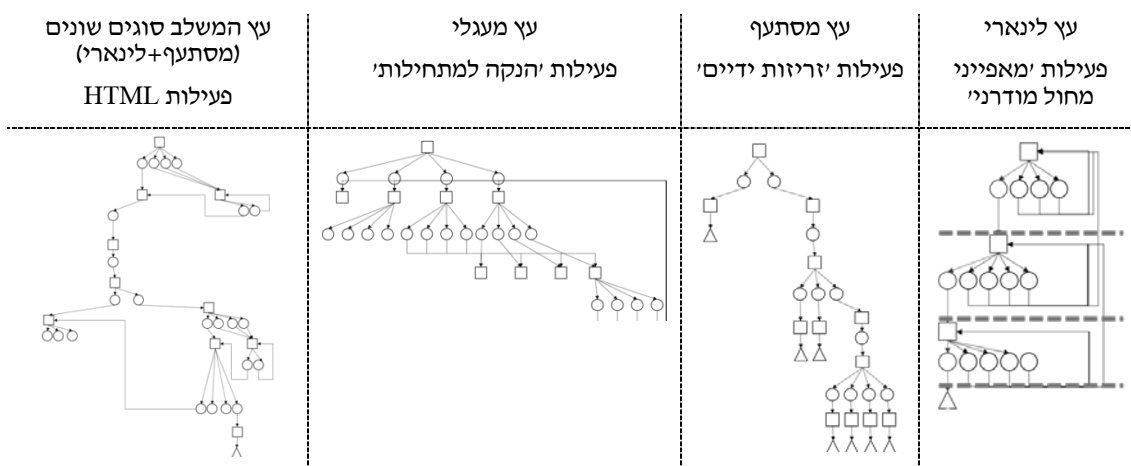 עץ לינארי
פעילות 'מאפייני
מחול מודרני'
עץ מסתעף
פעילות 'זריזות ידיים'
עץ מעגלי
פעילות 'הנקה למתחילות'
עץ המשלב סוגים שונים
(מסתעף+לינארי)
פעילות HTML